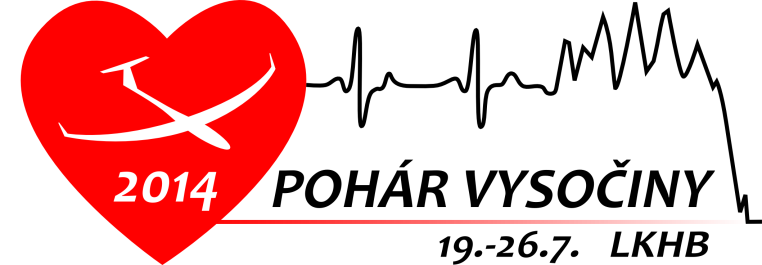 2014 POHÁR VYSOČINY
19.-26.7. LKHB